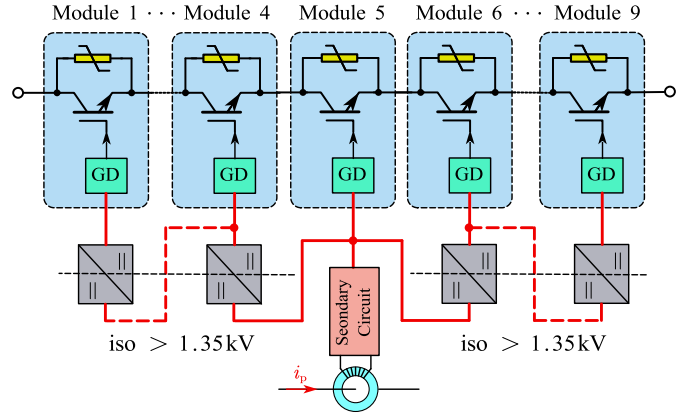 Module 1 ··· Module 4 Module 5 Module 6 ··· Module 9
GD GD GD GD GD
Seondary
Circuit
iso > 1.35kV iso > 1.35kV
ip